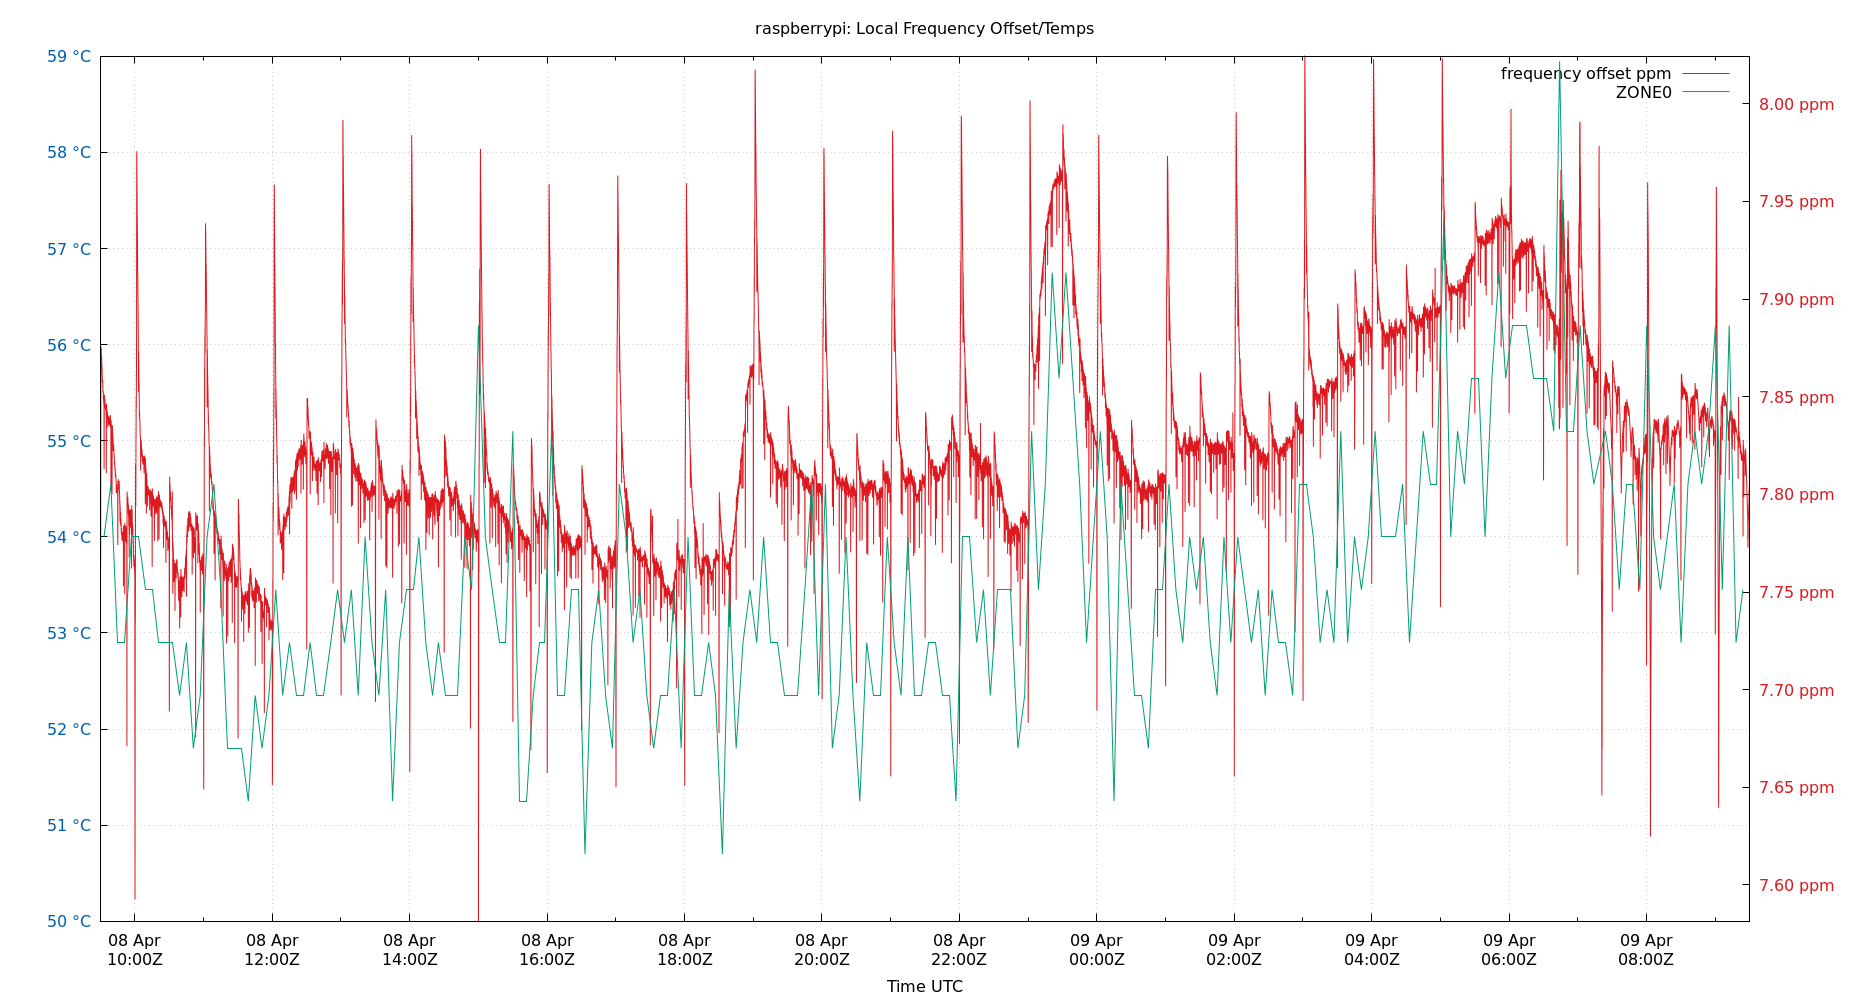 raspberrypi: Local Frequency Offset/Temps
59 °C
58 °C
57 °C
56 °C
55 °C
54 °C
53 °C
52 °C
51 °C
50 °C
frequency offset ppm
ZONE0
8.00 ppm
7.95 ppm
7.90 ppm
7.85 ppm
7.80 ppm
7.75 ppm
7.70 ppm
7.65 ppm
7.60 ppm
08 Apr 08 Apr 08 Apr 08 Apr 08 Apr 08 Apr 08 Apr 09 Apr 09 Apr 09 Apr 09 Apr 09 Apr
10:00Z 12:00Z 14:00Z 16:00Z 18:00Z 20:00Z 22:00Z 00:00Z 02:00Z 04:00Z 06:00Z 08:00Z
Time UTC